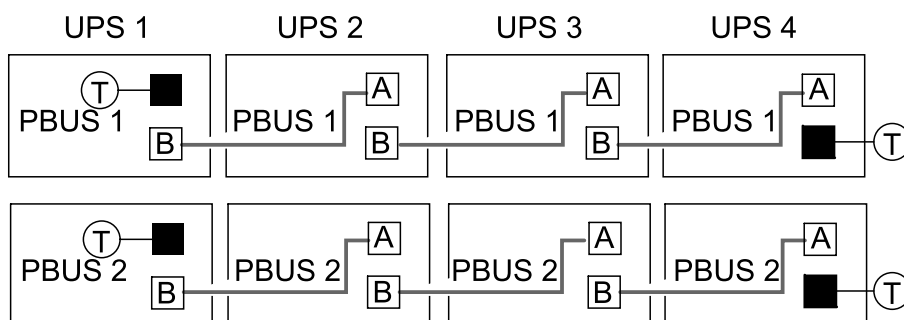 UPS 1 UPS 2 UPS 3 UPS 4
T A A A
PBUS 1 PBUS 1 PBUS 1 PBUS 1
B B B T
T A A A
PBUS 2 PBUS 2 PBUS 2 PBUS 2
B B B T